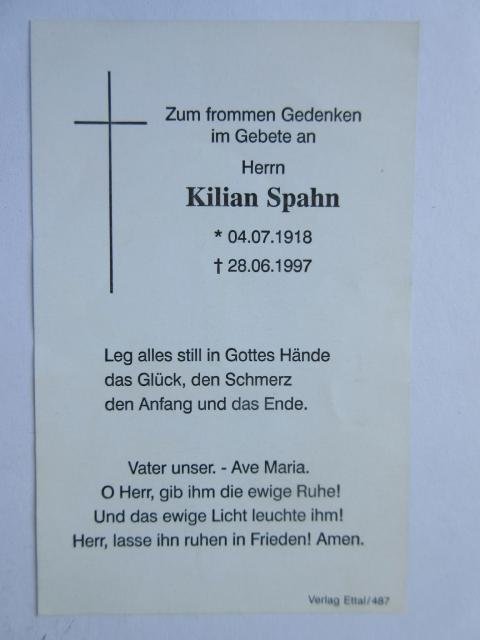 Zum frommen Gedenken
im Gebete an
Herrn
Kilian Spahn
* 04.07.1918
† 28.06.1997
Leg alles still in Gottes Hände
das Glück, den Schmerz
den Anfang und das Ende.
Vater unser. - Ave Maria.
O Herr, gib ihm die ewige Ruhe!
Und das ewige Licht leuchte ihm!
Herr, lasse ihn ruhen in Frieden! Amen.
Verlag Ettal/487